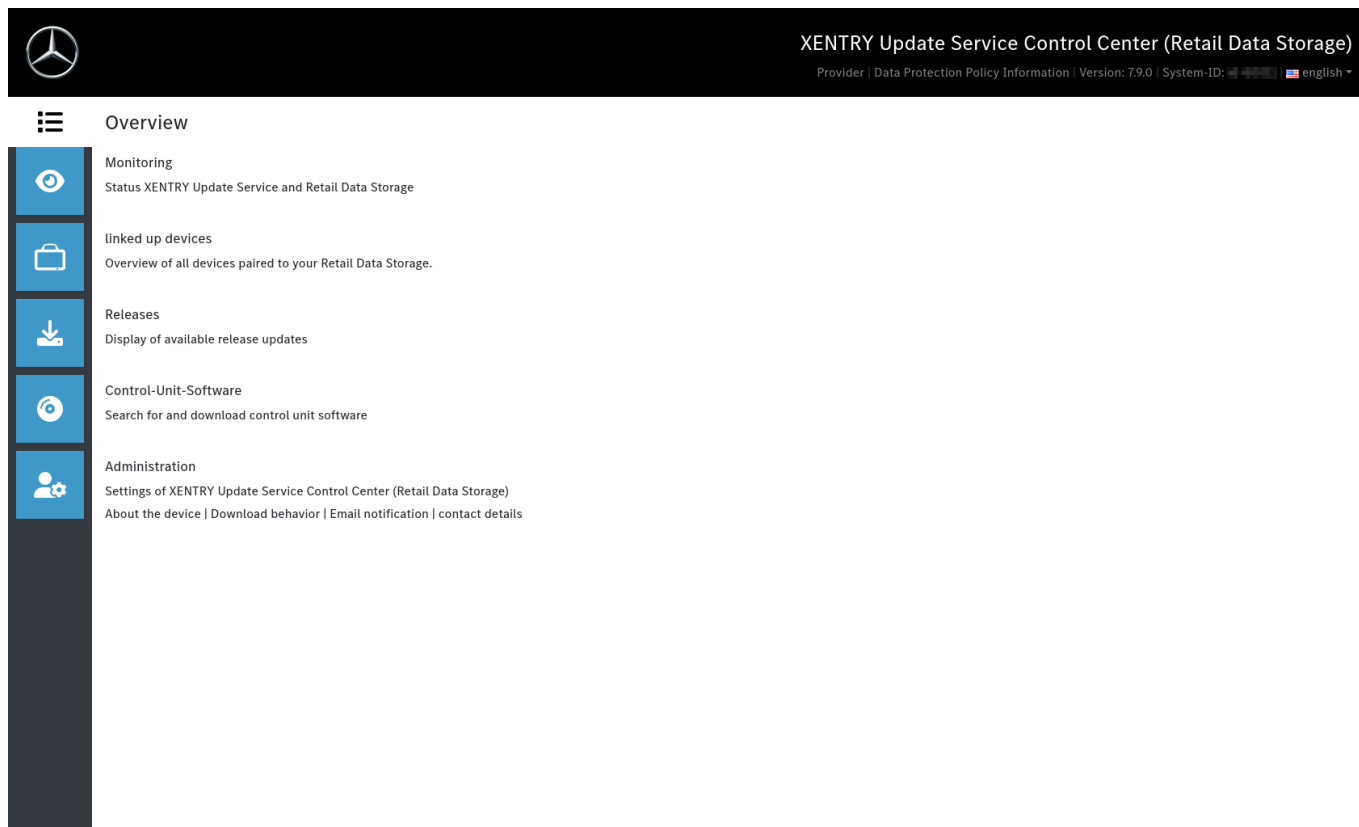 XENTRY Update Service Control Center (Retail Data Storage)
Provider | Data Protection Policy Information | Version: 7.9.0 | System-ID: | english
Overview
Monitoring
Status XENTRY Update Service and Retail Data Storage
linked up devices
Overview of all devices paired to your Retail Data Storage.
Releases
Display of available release updates
Control-Unit-Software
Search for and download control unit software
Administration
Settings of XENTRY Update Service Control Center (Retail Data Storage)
About the device | Download behavior | Email notification | contact details